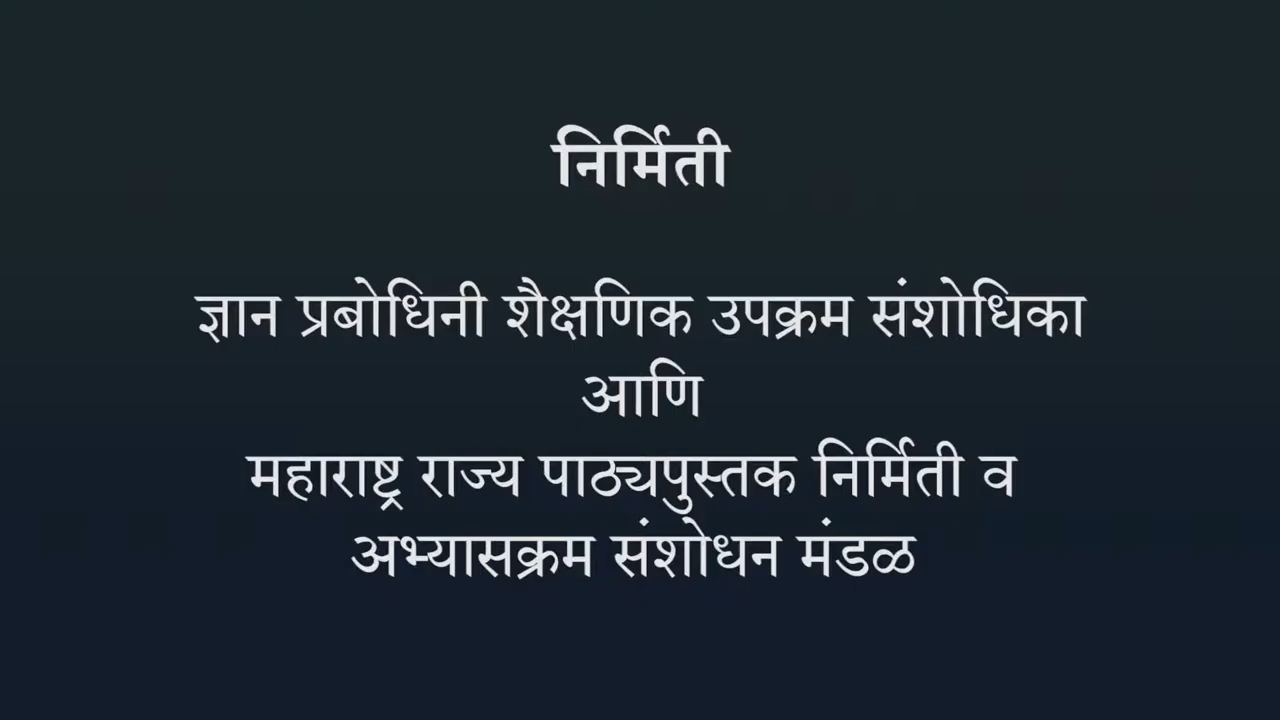 निर्मिती
ज्ञान प्रबोधिनी शैक्षणिक उपक्रम संशोधिका
आणि
महाराष्ट्र राज्य पाठ्यपुस्तक निर्मिती व
अभ्यासक्रम संशोधन मंडळ